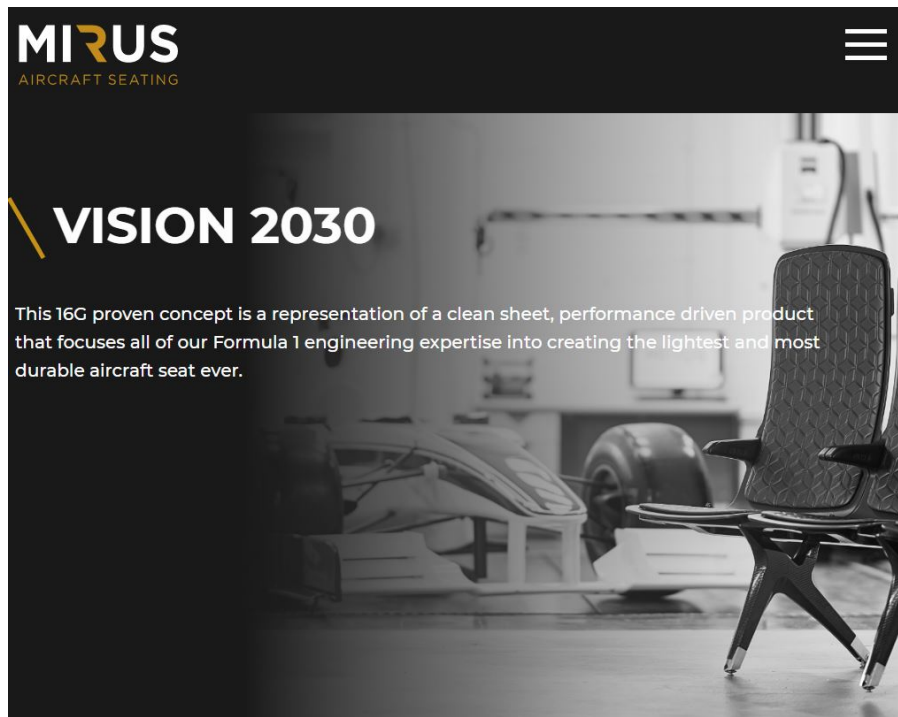 MIRUS
AIRCRAFT SEATING
VISION 2030
This 16G proven concept is a representation of a clean sheet, performance driven product
that focuses all of our Formula 1 engineering expertise into creating the lightest and most
durable aircraft seat ever.